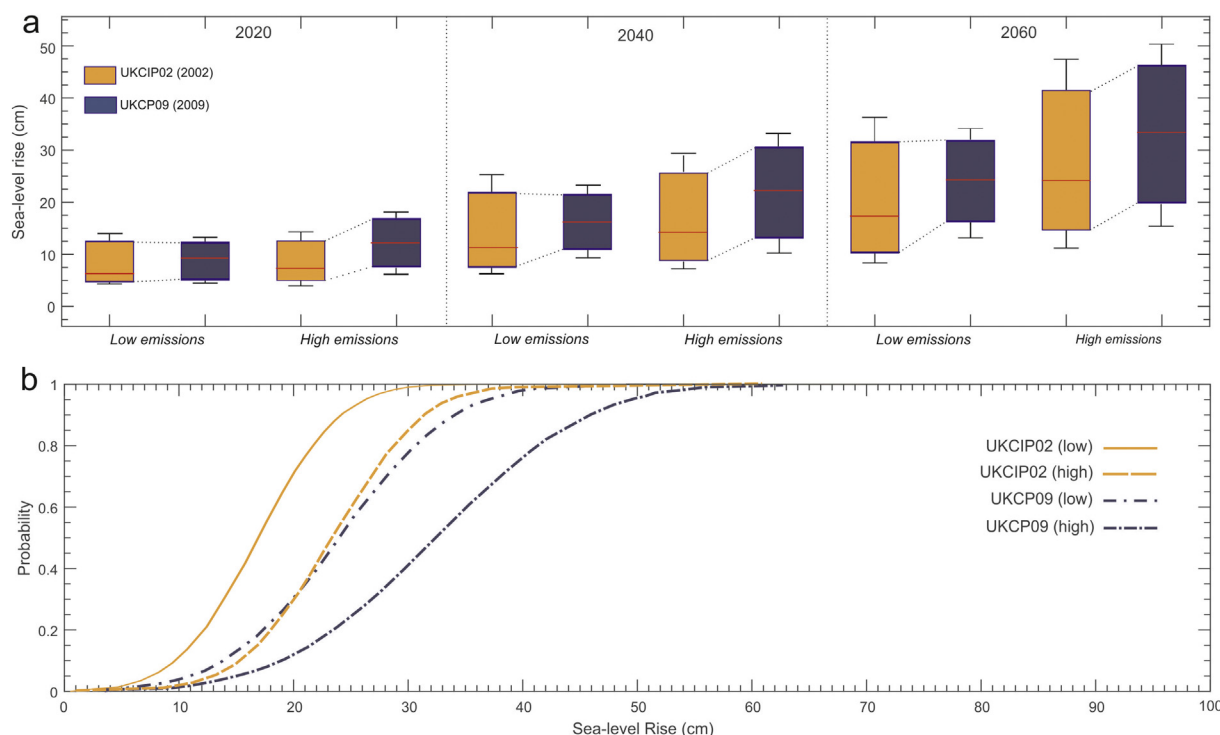 a
2020
2040
2060
50
40
30
20
10
0
Sea-level rise (cm)
UKCIP02 (2002)
UKCP09 (2009)
Low emissions
High emissions
Low emissions
High emissions
Low emissions
High emissions
b
1
0.8
0.6
0.4
0.2
0
Probability
UKCIP02 (low)
UKCIP02 (high)
UKCP09 (low)
UKCP09 (high)
0 10 20 30 40 50 60 70 80 90 100
Sea-level Rise (cm)